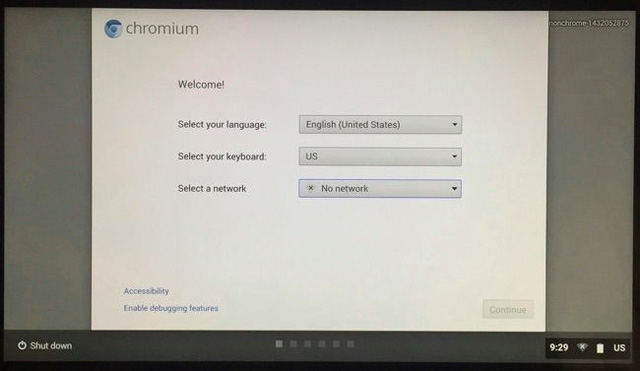 chromium
nonchrome-1432052875
Welcome!
Select your language: English (United States)
Select your keyboard: US
Select a network No network
Accessibility
Enable debugging features
Continue
Shut down 9:29 US